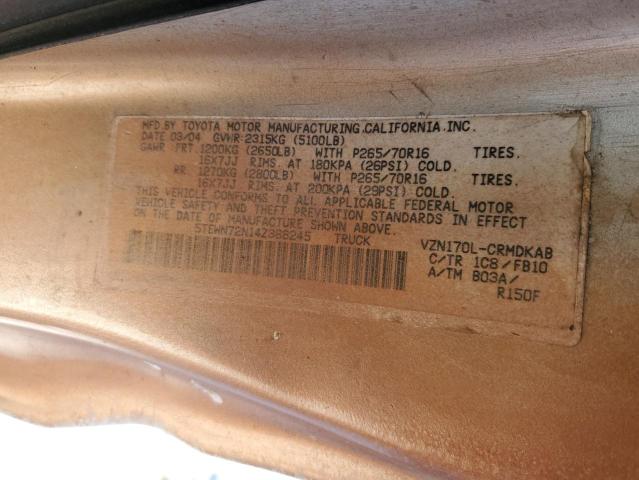 MFD BY TOYOTA MOTOR MANUFACTURING,CALIFORNIA,INC.
DATE 03/04 GVWR:2315KG (5100LB)
GAWR FRT.1200KG (2650LB) WITH P265/70R16 TIRES.
16X7JJ RIMS. AT 180KPA (26PSI) COLD.
RR 1270KG (2800LB) WITH P265/70R16 TIRES.
16X7JJ RIMS. AT 200KPA (29PSI) COLD.
THIS VEHICLE CONFORMS TO ALL APPLICABLE FEDERAL MOTOR
VEHICLE SAFETY AND THEFT PREVENTION STANDARDS IN EFFECT
ON THE DATE OF MANUFACTURE SHOWN ABOVE.
5TEWN72N14Z386245 TRUCK VZN170L-CRMDKAB
C/TR 1C8/FB10
A/TM B03A/
R150F